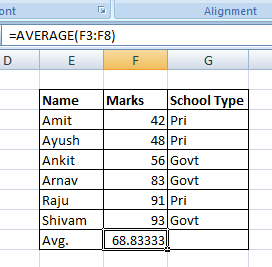 ont
Alignment
=AVERAGE(F3:F8)
D E F G
Name Marks School Type
Amit 42 Pri
Ayush 48 Pri
Ankit 56 Govt
Arnav 83 Govt
Raju 91 Pri
Shivam 93 Govt
Avg. 68.83333